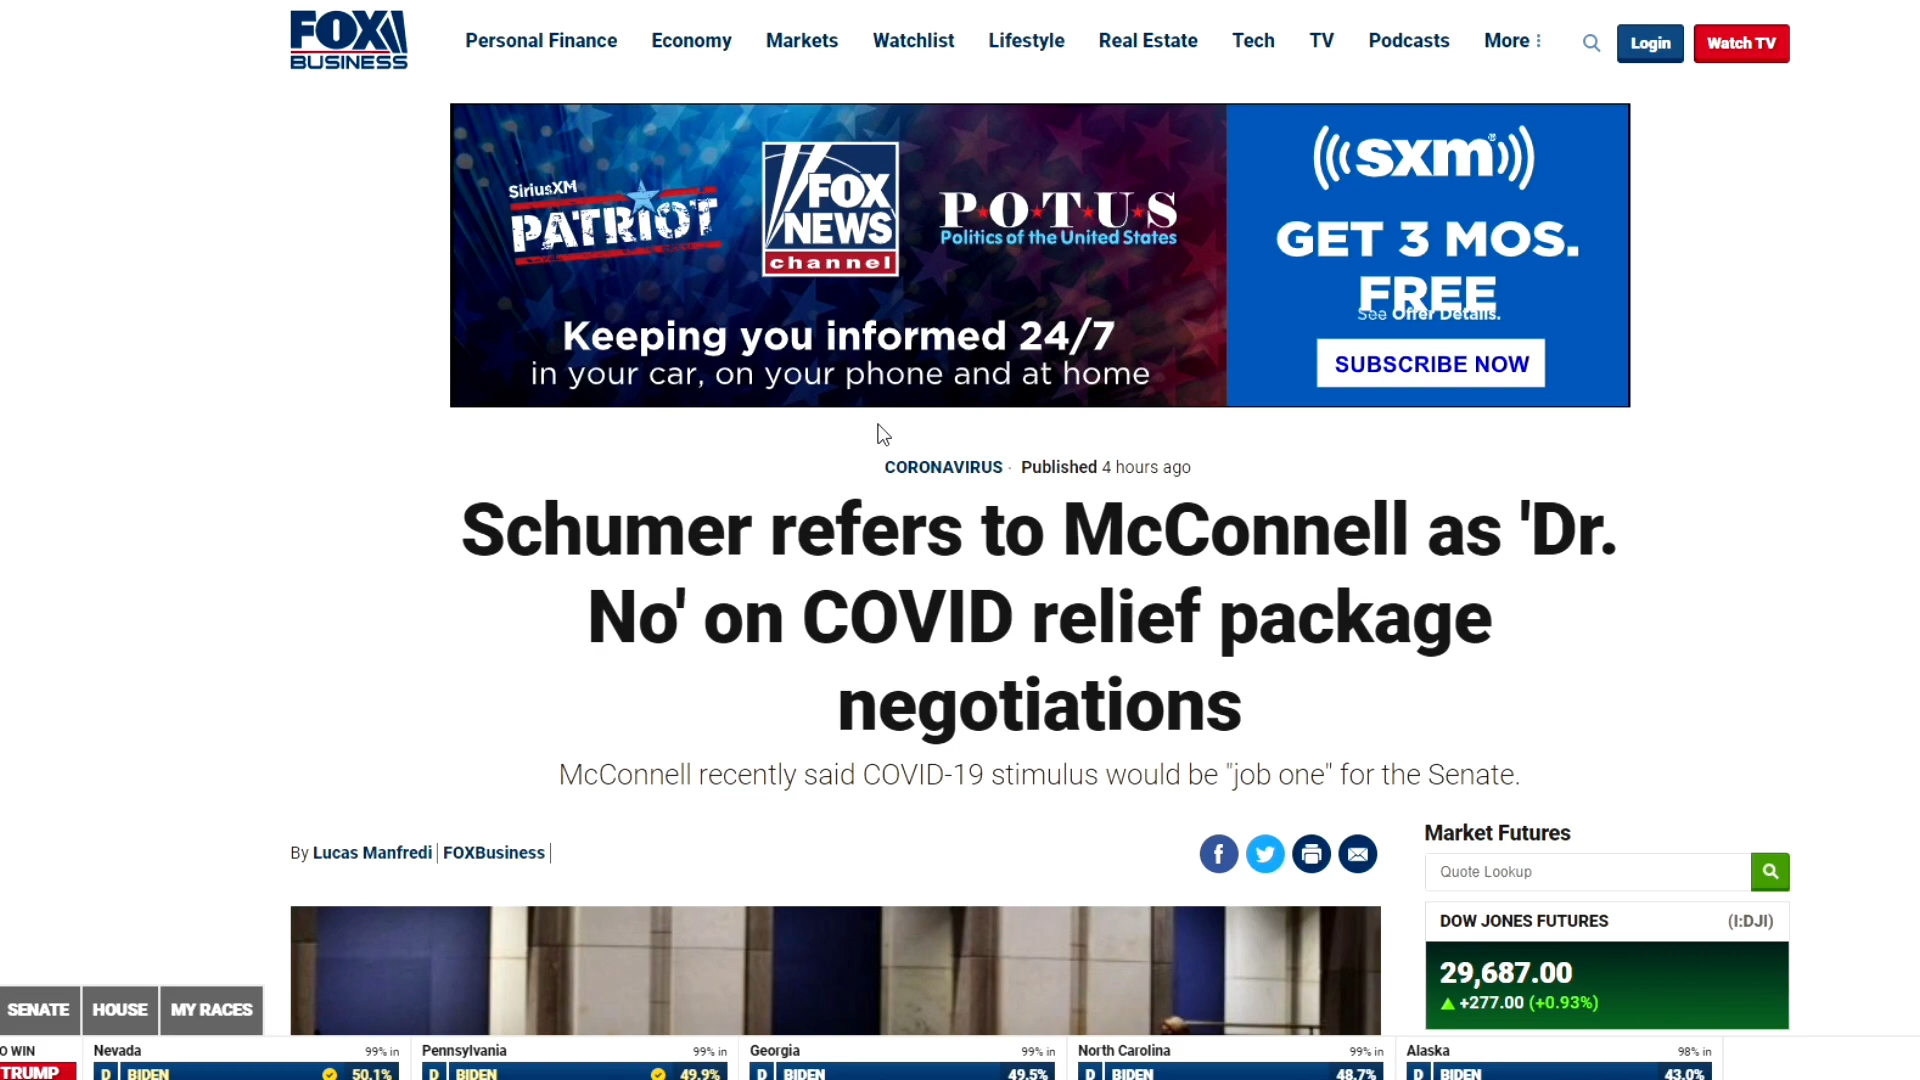 FOX
BUSINESS
Personal Finance
Economy
Markets
Watchlist
Lifestyle
Real Estate
Tech
TV
Podcasts
More
Login
Watch TV
SiriusXM
PATRIOT
FOX
NEWS
channel
P·O·T·U·S
Politics of the United States
Keeping you informed 24/7
in your car, on your phone and at home
((sxm))
GET 3 MOS.
FREE
See Offer Details.
SUBSCRIBE NOW
CORONAVIRUS · Published 4 hours ago
Schumer refers to McConnell as 'Dr.
No' on COVID relief package
negotiations
McConnell recently said COVID-19 stimulus would be "job one" for the Senate.
By Lucas Manfredi | FOXBusiness |
Market Futures
Quote Lookup
DOW JONES FUTURES (I:DJI)
29,687.00
+277.00 (+0.93%)
SENATE
HOUSE
MY RACES
O WIN
TRUMP
Nevada 99% in
D BIDEN 50.1%
Pennsylvania 99% in
D BIDEN 49.9%
Georgia 99% in
D BIDEN 49.5%
North Carolina 99% in
D BIDEN 48.7%
Alaska 98% in
D BIDEN 43.0%